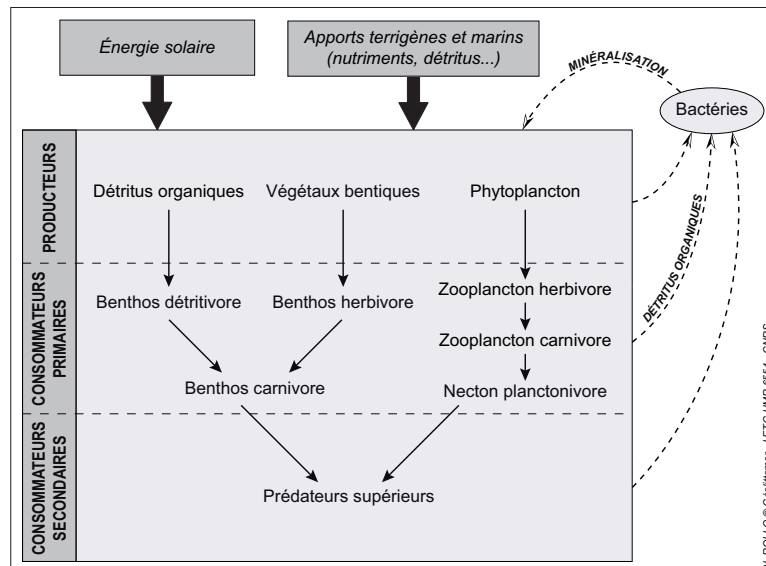 Énergie solaire
Apports terrigènes et marins
(nutriments, détritus...)
MINÉRALISATION
Bactéries
PRODUCTEURS
Détritus organiques
Végétaux bentiques
Phytoplancton
DÉTRITUS ORGANIQUES
CONSOMMATEURS
PRIMAIRES
Zooplancton herbivore
Benthos détritivore
Benthos herbivore
Zooplancton carnivore
Benthos carnivore
Necton planctonivore
CONSOMMATEURS
SECONDAIRES
Prédateurs supérieurs